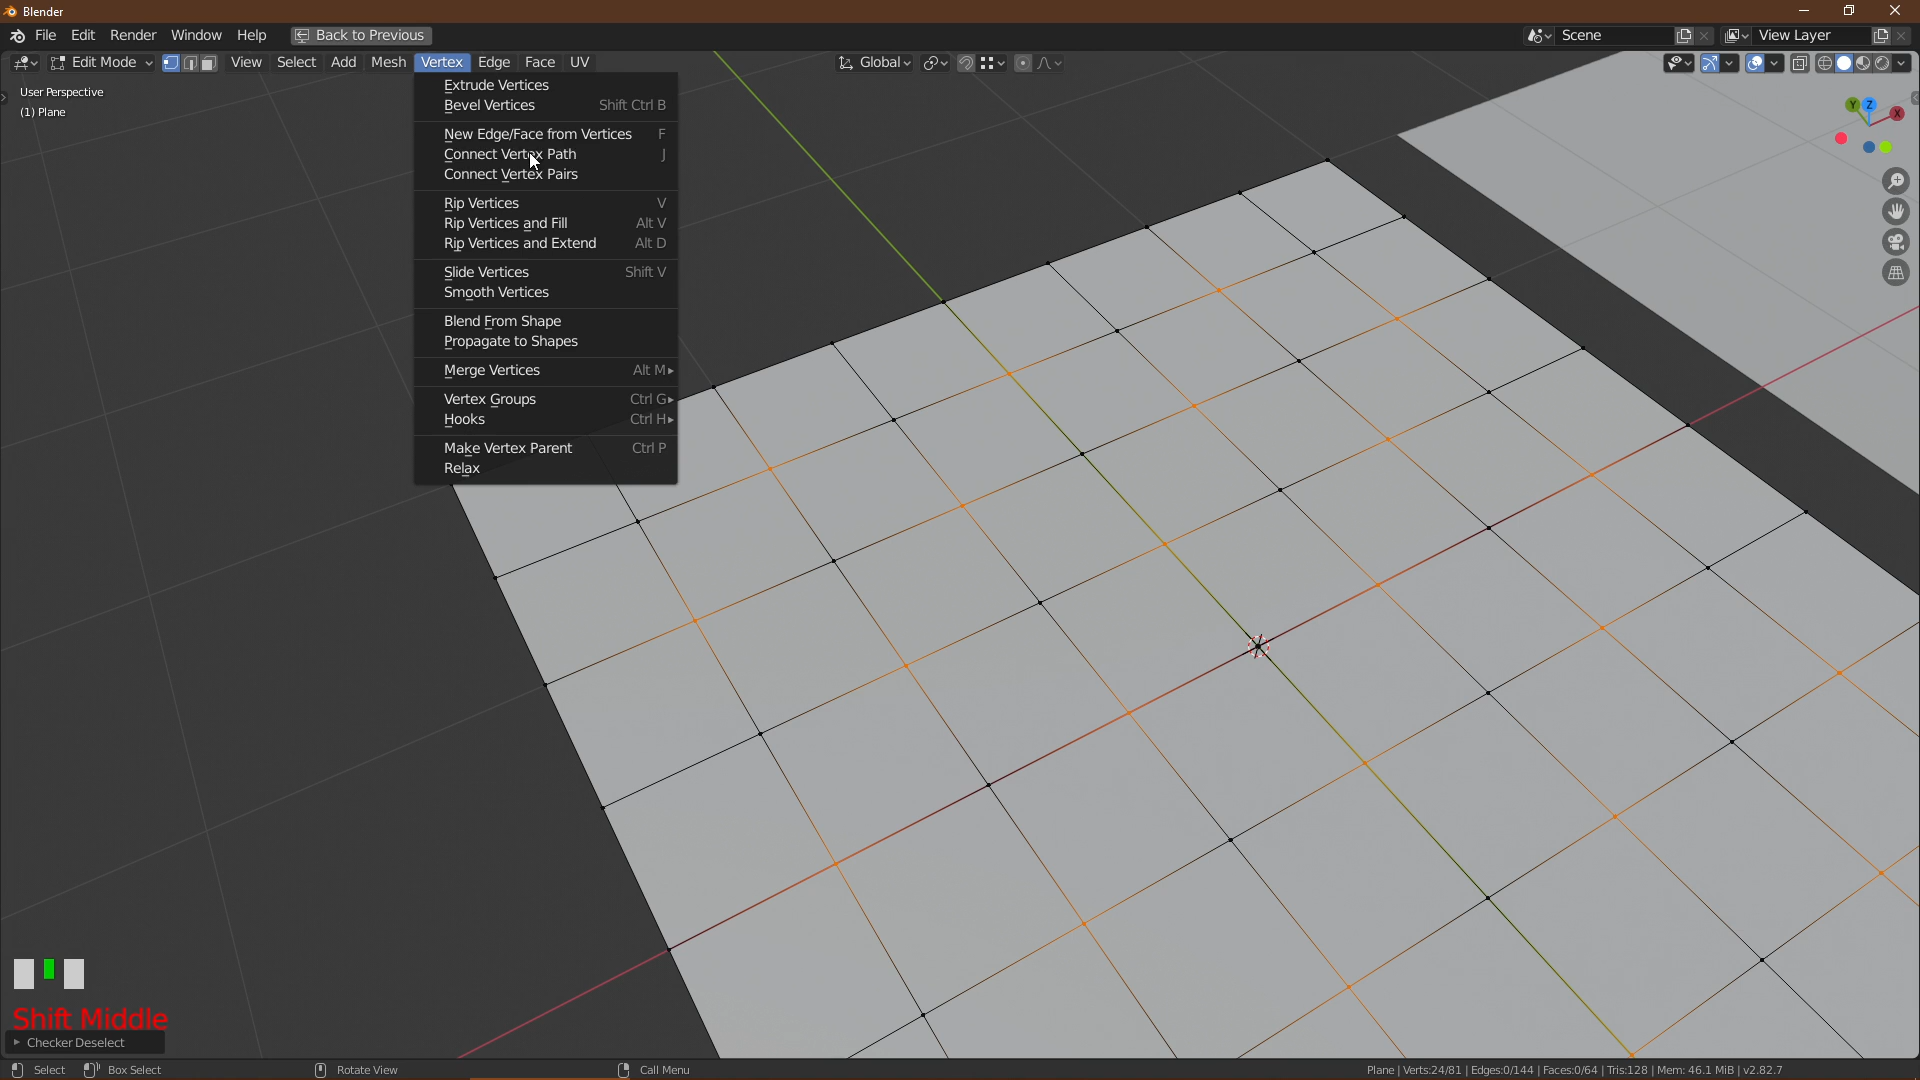 Blender
File Edit Render Window Help Back to Previous Scene View Layer
Edit Mode View Select Add Mesh Vertex Edge Face UV Global
User Perspective
(1) Plane
Extrude Vertices
Bevel Vertices Shift Ctrl B
New Edge/Face from Vertices F
Connect Vertex Path J
Connect Vertex Pairs
Rip Vertices V
Rip Vertices and Fill Alt V
Rip Vertices and Extend Alt D
Slide Vertices Shift V
Smooth Vertices
Blend From Shape
Propagate to Shapes
Merge Vertices Alt M
Vertex Groups Ctrl G
Hooks Ctrl H
Make Vertex Parent Ctrl P
Relax
Y Z X
Shift Middle
Checker Deselect
Select Box Select Rotate View Call Menu Plane | Verts:24/81 | Edges:0/144 | Faces:0/64 | Tris:128 | Mem: 46.1 MiB | v2.82.7